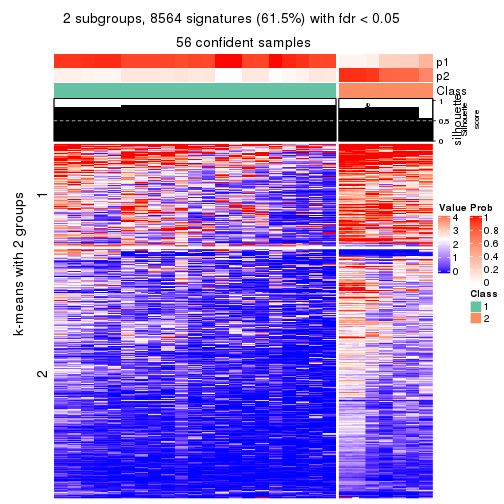 2 subgroups, 8564 signatures (61.5%) with fdr < 0.05
56 confident samples
p1
p2
Class
silhouette
Silhouette
score
1
0.5
0
k-means with 2 groups
1
2
Value
4
3
2
1
0
Prob
1
0.8
0.6
0.4
0.2
0
Class
1
2